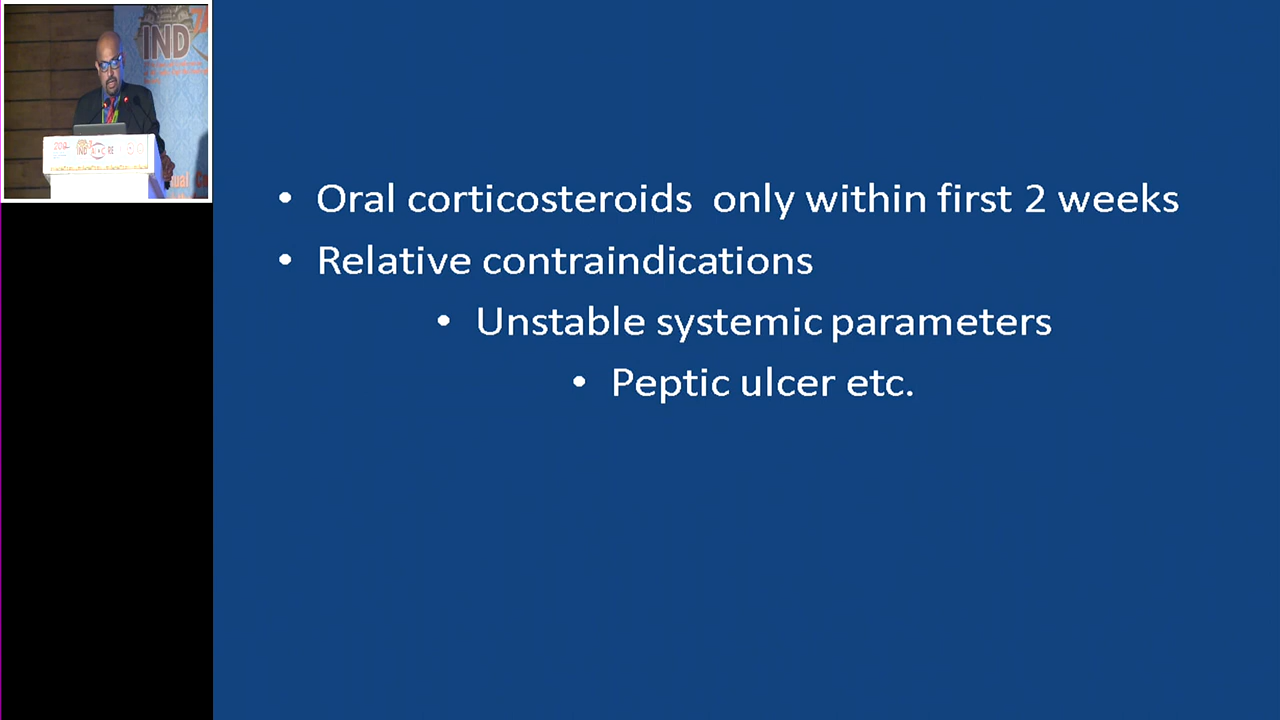 IND
• Oral corticosteroids only within first 2 weeks
• Relative contraindications
• Unstable systemic parameters
• Peptic ulcer etc.